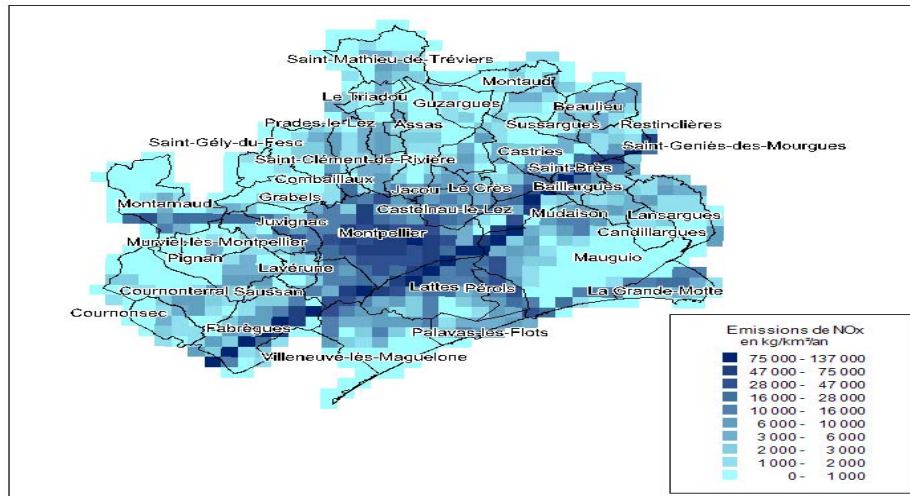 Saint-Mathieu-de-Tréviers
Montaud
Le Triadou
Guzargues
Beaulieu
Prades-le-Lez
Assas
Sussargues
Restinclières
Saint-Gély-du-Fesc
Castries
Saint-Geniès-des-Mourgues
Saint-Clément-de-Rivière
Saint-Brès
Combaillaux
Jacou
Le Crès
Baillargues
Montarnaud
Grabels
Castelnau-le-Lez
Mudaison
Lansargues
Juvignac
Montpellier
Candillargues
Murviel-lès-Montpellier
Pignan
Mauguio
Lavérune
Cournonterral
Saussan
Lattes
Pérols
La Grande-Motte
Cournonsec
Fabrègues
Palavas-les-Flots
Villeneuve-lès-Maguelone
Emissions de NOx
en kg/km²/an
75 000 - 137 000
47 000 - 75 000
28 000 - 47 000
16 000 - 28 000
10 000 - 16 000
6 000 - 10 000
3 000 - 6 000
2 000 - 3 000
1 000 - 2 000
0 - 1 000